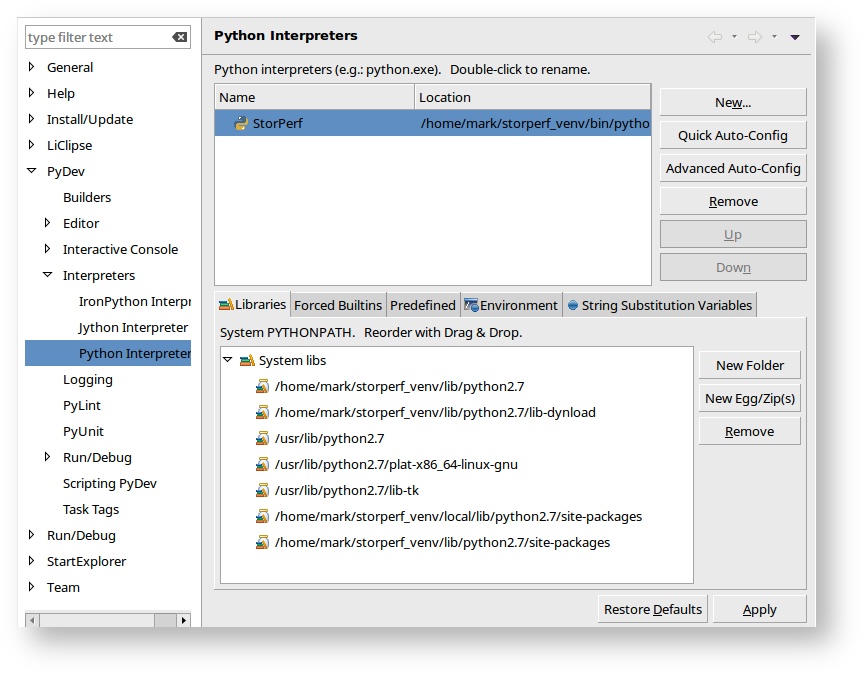 type filter text
General
Help
Install/Update
LiClipse
PyDev
Builders
Editor
Interactive Console
Interpreters
IronPython Interpr
Jython Interpreter
Python Interpreter
Logging
PyLint
PyUnit
Run/Debug
Scripting PyDev
Task Tags
Run/Debug
StartExplorer
Team
Python Interpreters
Python interpreters (e.g.: python.exe). Double-click to rename.
Name Location
StorPerf /home/mark/storperf_venv/bin/pytho
New...
Quick Auto-Config
Advanced Auto-Config
Remove
Up
Down
Libraries Forced Builtins Predefined Environment String Substitution Variables
System PYTHONPATH. Reorder with Drag & Drop.
System libs
/home/mark/storperf_venv/lib/python2.7
/home/mark/storperf_venv/lib/python2.7/lib-dynload
/usr/lib/python2.7
/usr/lib/python2.7/plat-x86_64-linux-gnu
/usr/lib/python2.7/lib-tk
/home/mark/storperf_venv/local/lib/python2.7/site-packages
/home/mark/storperf_venv/lib/python2.7/site-packages
New Folder
New Egg/Zip(s)
Remove
Restore Defaults Apply